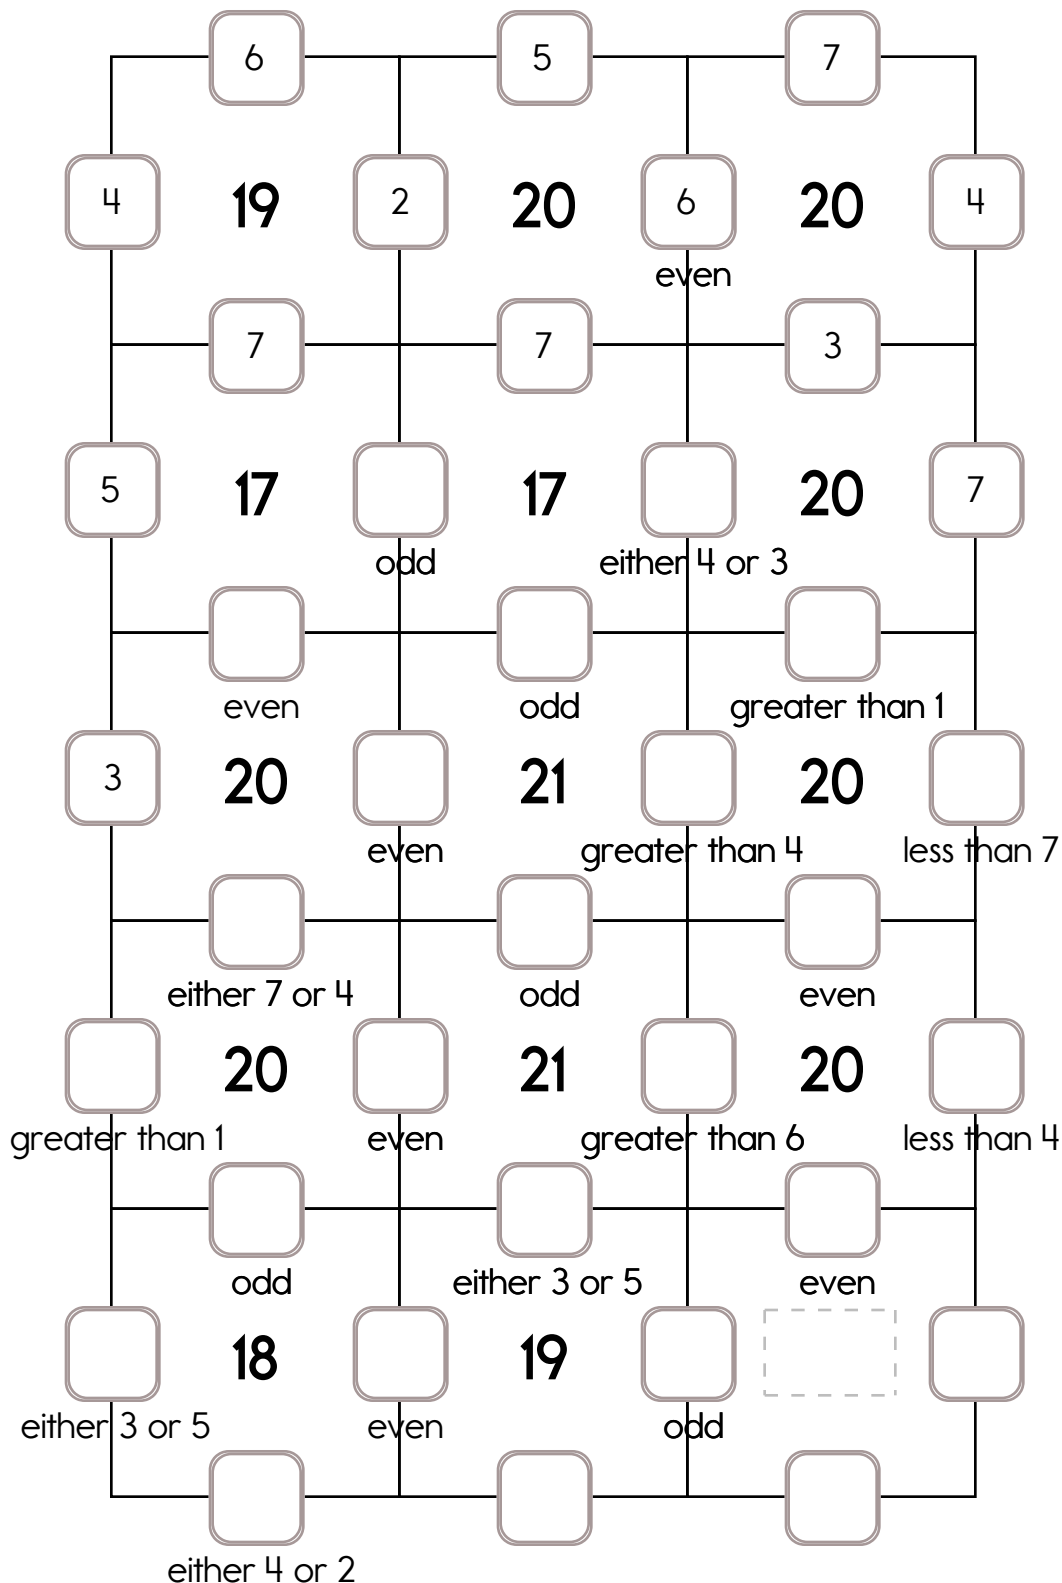 6 5 7
4 19 2 20 6 20 4
even
7 7 3
5 17 17 20 7
odd either 4 or 3
even odd greater than 1
3 20 21 20
even greater than 4 less than 7
either 7 or 4 odd even
20 21 20
greater than 1 even greater than 6 less than 4
odd either 3 or 5 even
18 19
either 3 or 5 even odd
either 4 or 2